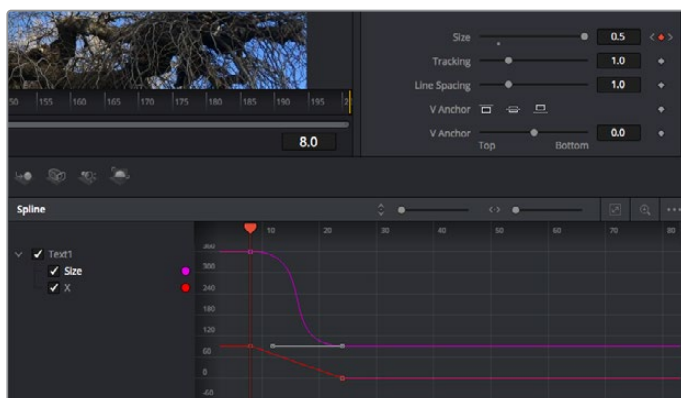 Size 0.5
Tracking 1.0
Line Spacing 1.0
V Anchor
V Anchor 0.0
Top Bottom
50 155 160 165 170 175 180 185 190 195
8.0
Spline
10 20 30 40 50 60 70 80
Text1
Size
X
360
300
240
180
120
60
0
-60